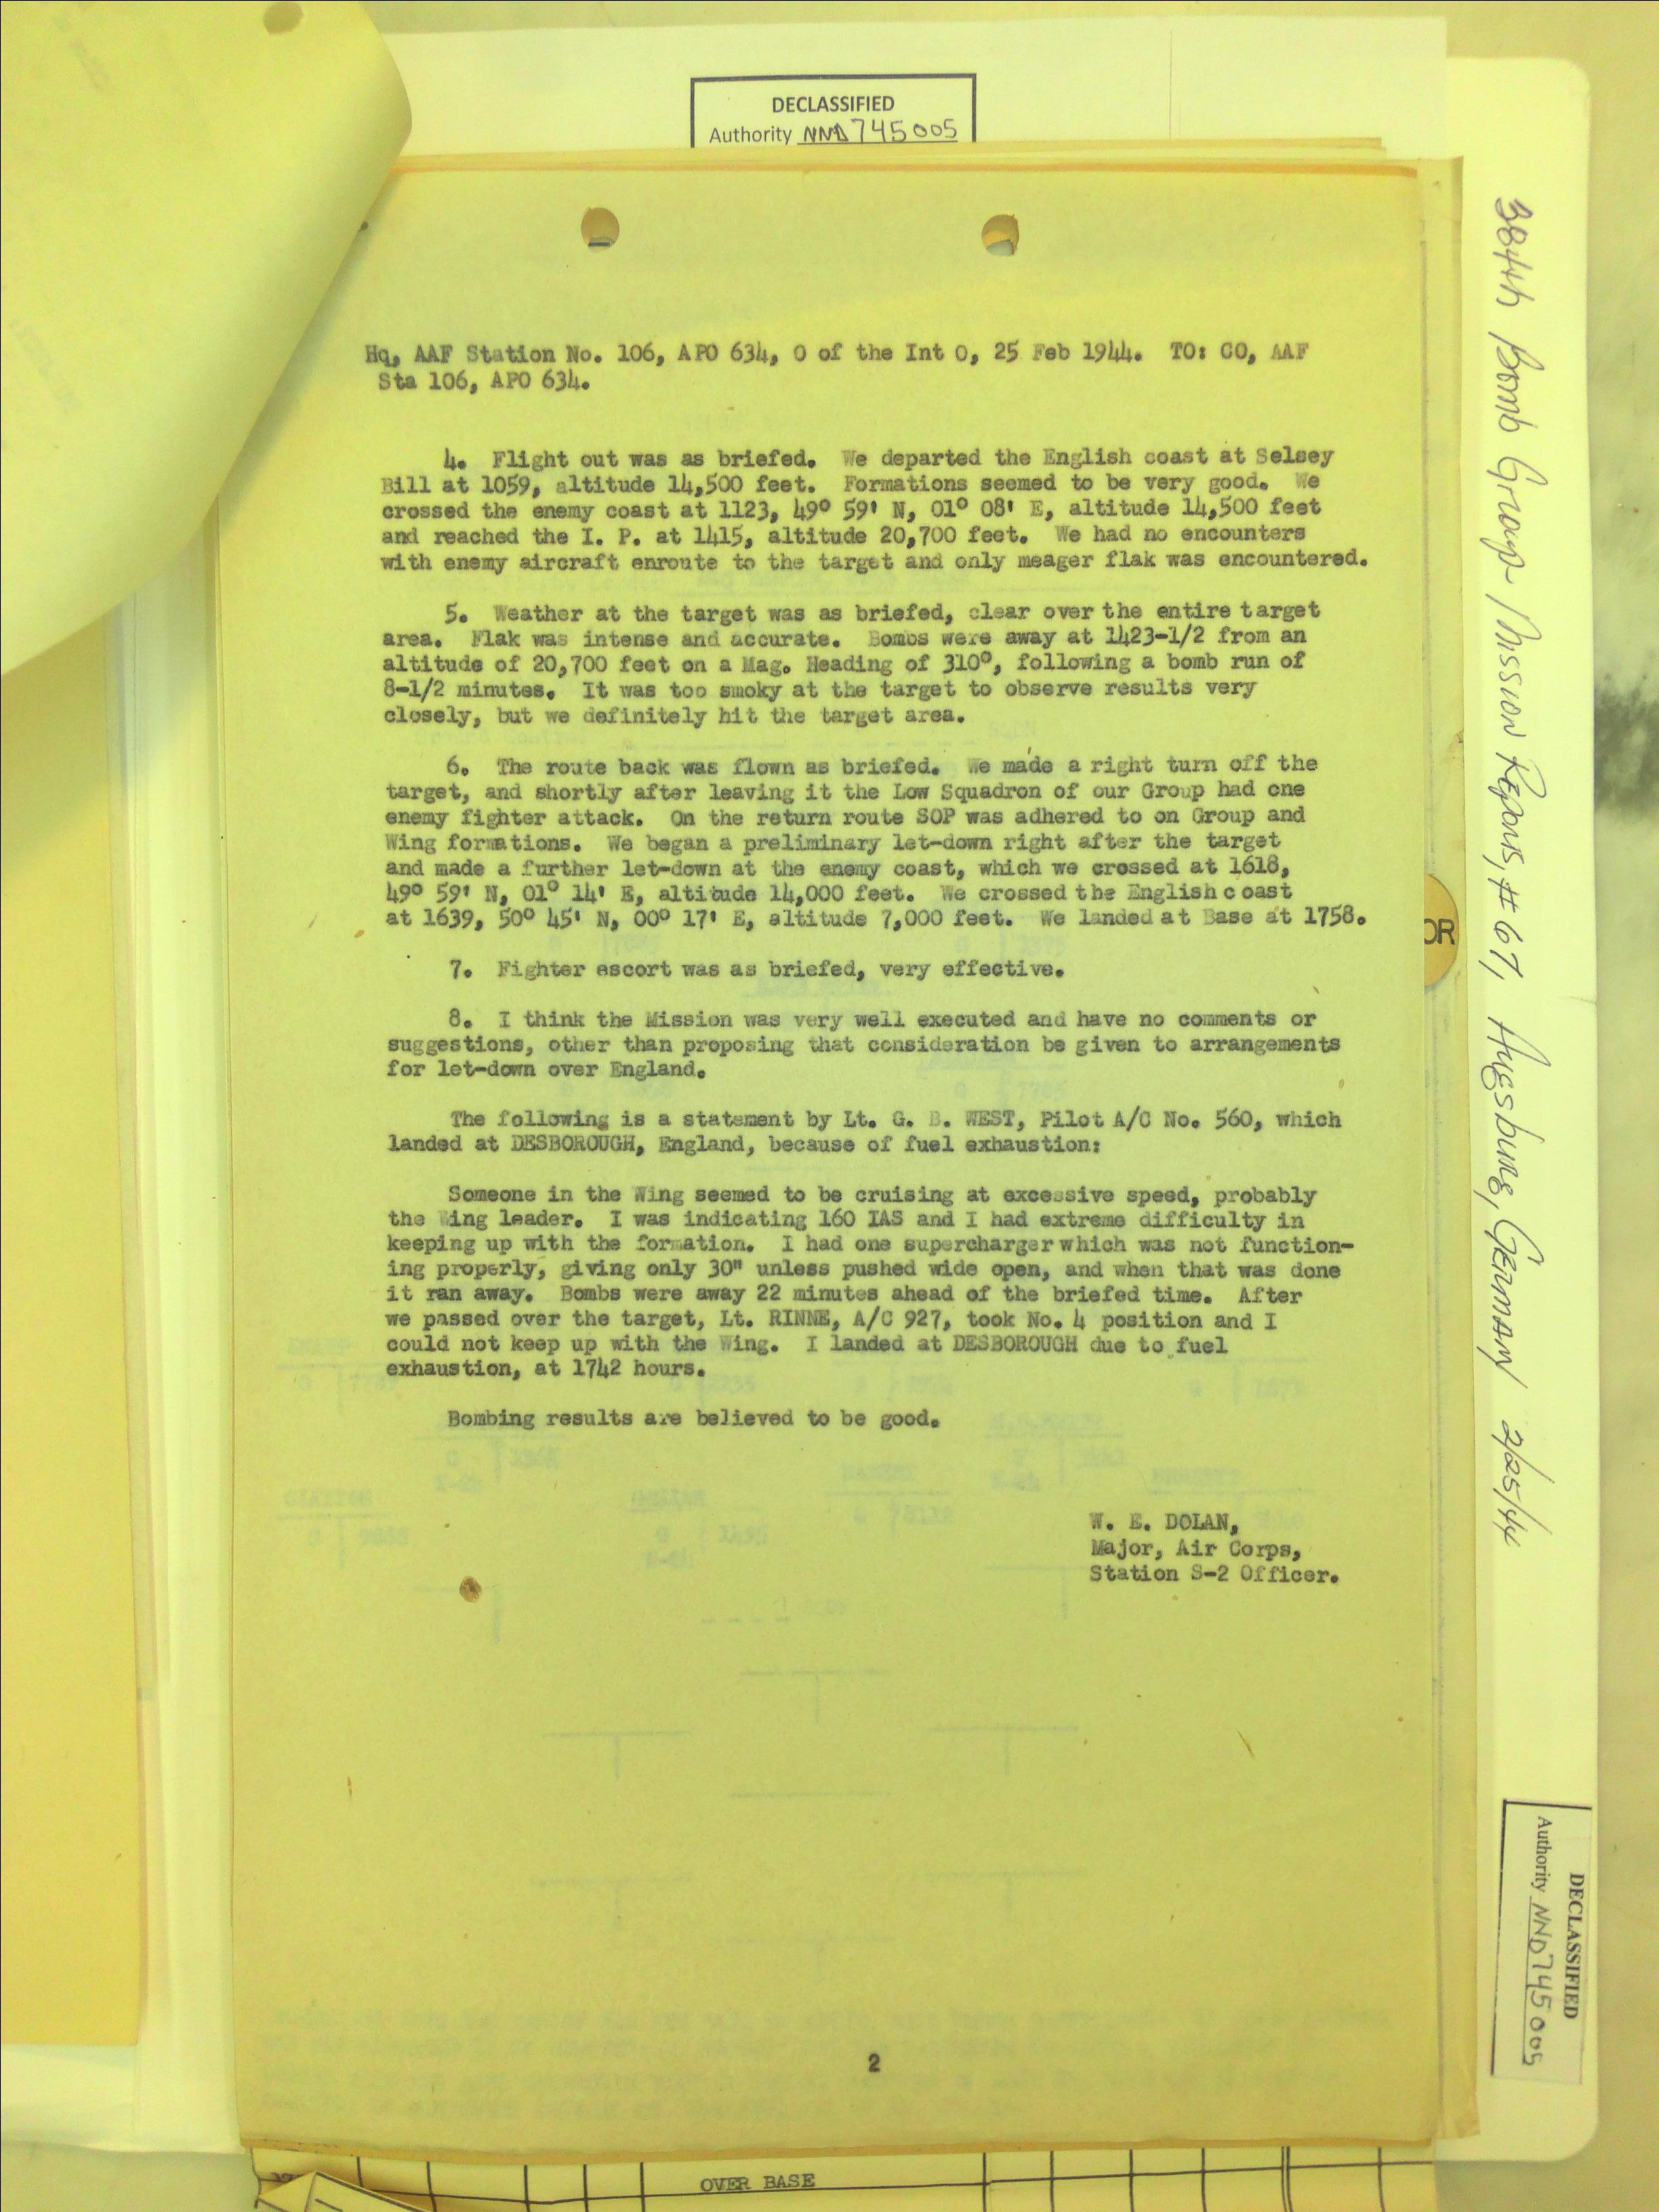 DECLASSIFIED
Authority NND 745005
Hq, AAF Station No. 106, APO 634, O of the Int O, 25 Feb 1944. TO: CO, AAF
Sta 106, APO 634.
4. Flight out was as briefed. We departed the English coast at Selsey
Bill at 1059, altitude 14,500 feet. Formations seemed to be very good. We
crossed the enemy coast at 1123, 49° 59' N, 01° 08' E, altitude 14,500 feet
and reached the I. P. at 1415, altitude 20,700 feet. We had no encounters
with enemy aircraft enroute to the target and only meager flak was encountered.
5. Weather at the target was as briefed, clear over the entire target
area. Flak was intense and accurate. Bombs were away at 1423-1/2 from an
altitude of 20,700 feet on a Mag. Heading of 310°, following a bomb run of
8-1/2 minutes. It was too smoky at the target to observe results very
closely, but we definitely hit the target area.
6. The route back was flown as briefed. We made a right turn off the
target, and shortly after leaving it the Low Squadron of our Group had one
enemy fighter attack. On the return route SOP was adhered to on Group and
Wing formations. We began a preliminary let-down right after the target
and made a further let-down at the enemy coast, which we crossed at 1618,
49° 59' N, 01° 14' E, altitude 14,000 feet. We crossed the English coast
at 1639, 50° 45' N, 00° 17' E, altitude 7,000 feet. We landed at Base at 1758.
7. Fighter escort was as briefed, very effective.
8. I think the Mission was very well executed and have no comments or
suggestions, other than proposing that consideration be given to arrangements
for let-down over England.
The following is a statement by Lt. G. B. WEST, Pilot A/C No. 560, which
landed at DESBOROUGH, England, because of fuel exhaustion:
Someone in the Wing seemed to be cruising at excessive speed, probably
the Wing leader. I was indicating 160 IAS and I had extreme difficulty in
keeping up with the formation. I had one supercharger which was not function-
ing properly, giving only 30" unless pushed wide open, and when that was done
it ran away. Bombs were away 22 minutes ahead of the briefed time. After
we passed over the target, Lt. RINNE, A/C 927, took No. 4 position and I
could not keep up with the Wing. I landed at DESBOROUGH due to fuel
exhaustion, at 1742 hours.
Bombing results are believed to be good.
W. E. DOLAN,
Major, Air Corps,
Station S-2 Officer.
2
OVER BASE
OR
384th Bomb Group - Mission Reports, # 67, Augsburg, Germany 2/25/44
DECLASSIFIED
Authority NND 745005